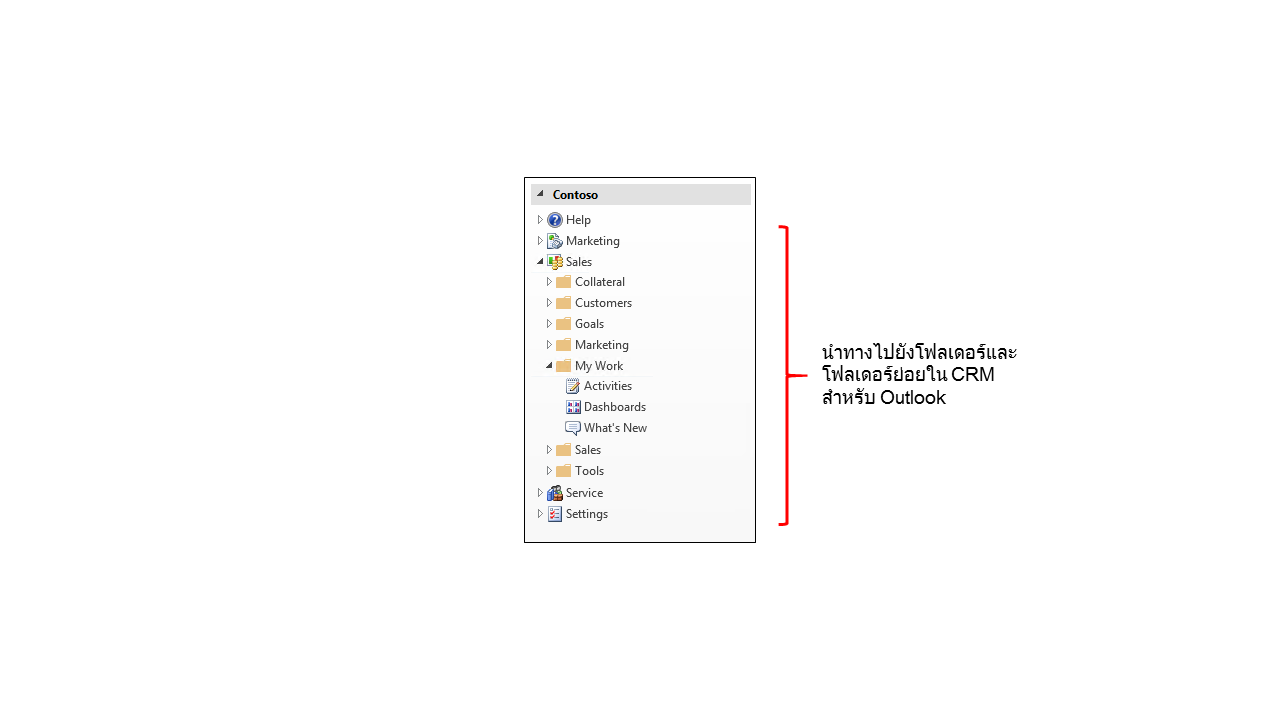 Contoso
Help
Marketing
Sales
Collateral
Customers
Goals
Marketing
My Work
Activities
Dashboards
What's New
Sales
Tools
Service
Settings
นำทางไปยังโฟลเดอร์และ
โฟลเดอร์ย่อยใน CRM
สำหรับ Outlook